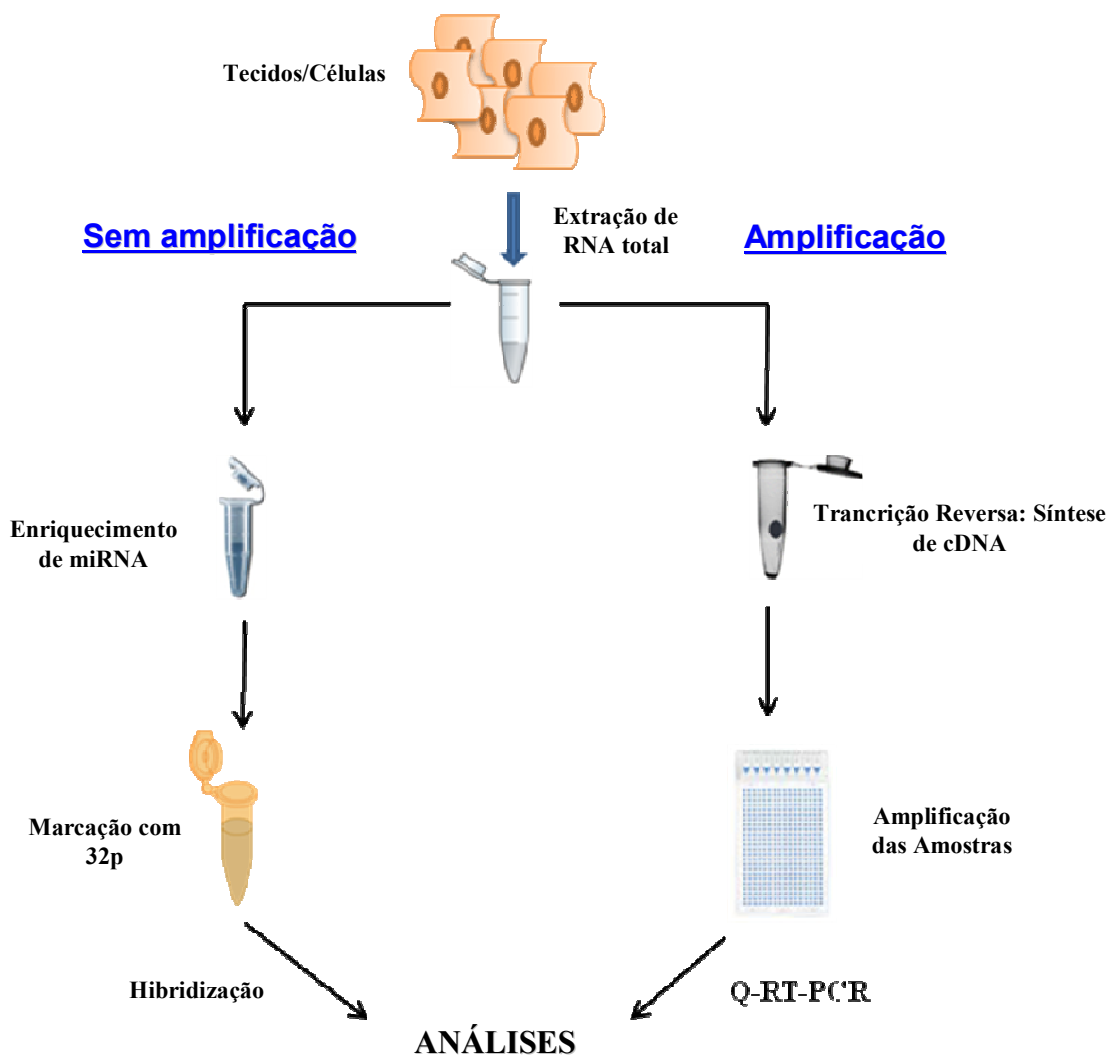 Tecidos/Células
Extração de
RNA total
Sem amplificação
Amplificação
Enriquecimento
de miRNA
Trancrição Reversa: Síntese
de cDNA
Marcação com
32p
Amplificação
das Amostras
Hibridização
Q-RT-PCR
ANÁLISES